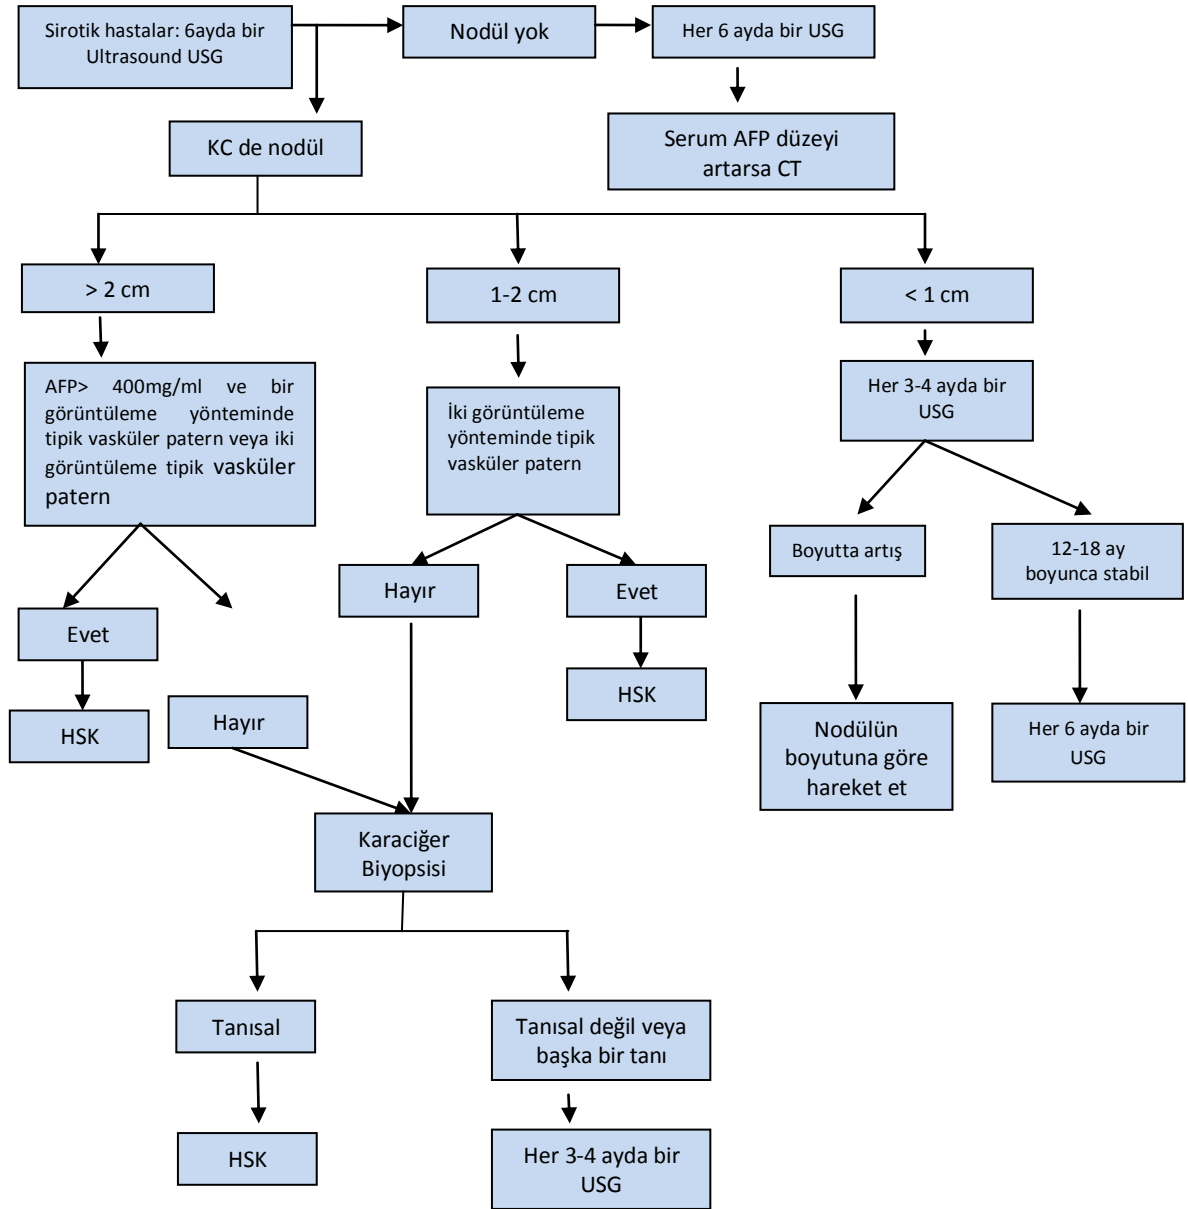 Sirotik hastalar: 6ayda bir
Ultrasound USG
Nodül yok
Her 6 ayda bir USG
KC de nodül
Serum AFP düzeyi
artarsa CT
> 2 cm
1-2 cm
< 1 cm
AFP> 400mg/ml ve bir
görüntüleme yönteminde
tipik vasküler patern veya iki
görüntüleme tipik vasküler
patern
İki görüntüleme
yönteminde tipik
vasküler patern
Her 3-4 ayda bir
USG
Boyutta artış
12-18 ay
boyunca stabil
Hayır
Evet
Evet
HSK
HSK
Hayır
Nodülün
boyutuna göre
hareket et
Her 6 ayda bir
USG
Karaciğer
Biyopsisi
Tanısal
Tanısal değil veya
başka bir tanı
HSK
Her 3-4 ayda bir
USG